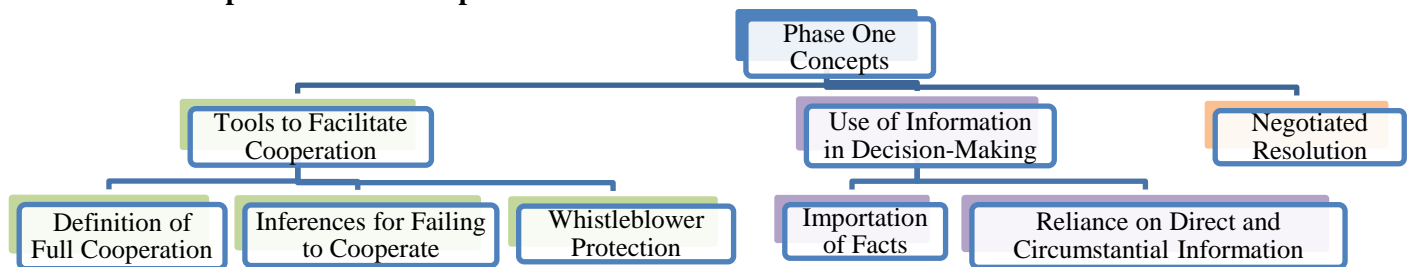 Phase One
Concepts
Tools to Facilitate
Cooperation
Use of Information
in Decision-Making
Negotiated
Resolution
Definition of
Full Cooperation
Inferences for Failing
to Cooperate
Whistleblower
Protection
Importation
of Facts
Reliance on Direct and
Circumstantial Information